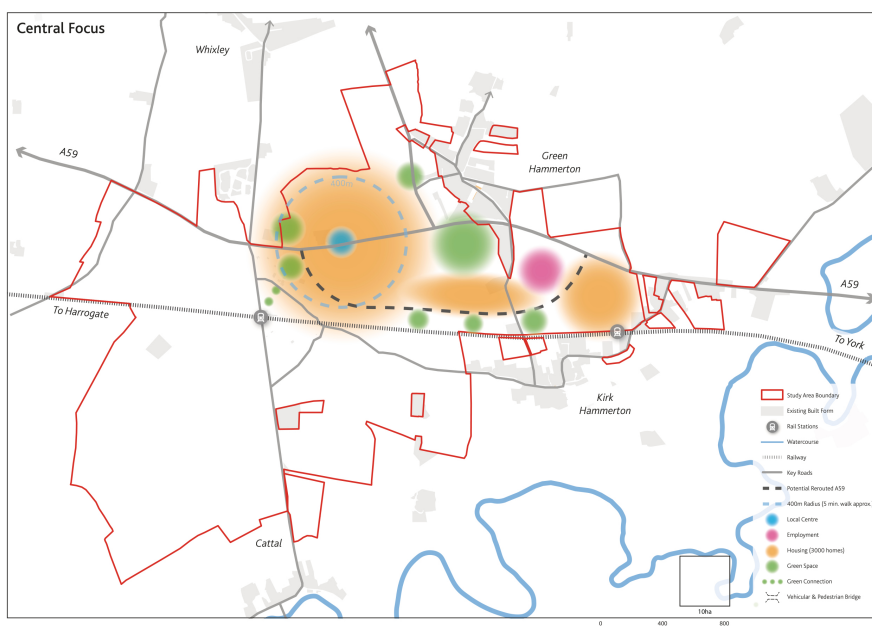 Central Focus
Whixley
A59
400m
Green
Hammerton
To Harrogate
A59
To York
Kirk
Hammerton
Cattal
Study Area Boundary
Existing Built Form
Rail Stations
Watercourse
Railway
Key Roads
Potential Rerouted A59
400m Radius (5 min. walk approx.)
Local Centre
Employment
Housing (3000 homes)
Green Space
Green Connection
Vehicular & Pedestrian Bridge
10ha
0 400 800